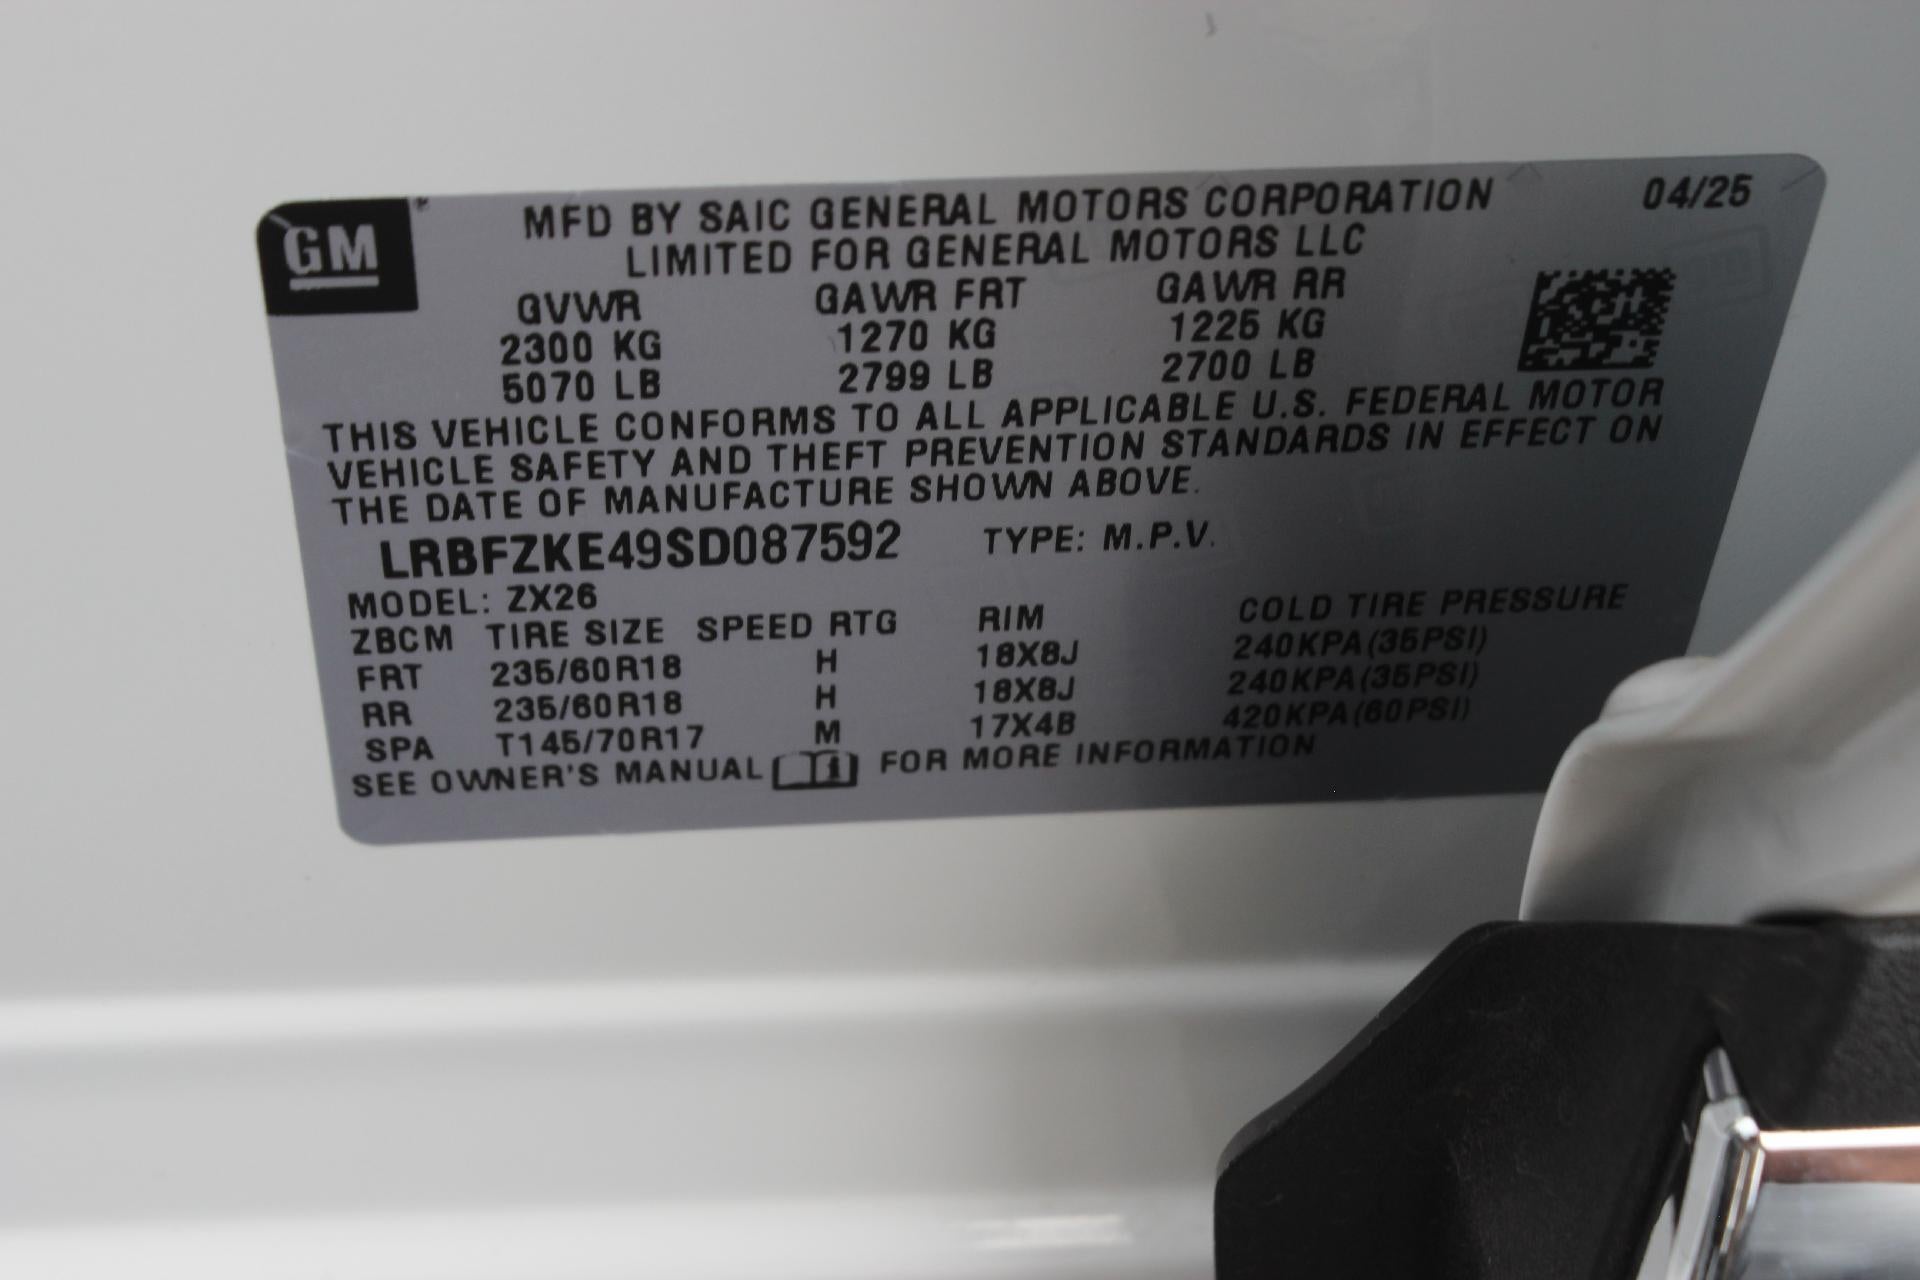 GM
MFD BY SAIC GENERAL MOTORS CORPORATION 04/25
LIMITED FOR GENERAL MOTORS LLC
GVWR GAWR FRT GAWR RR
2300 KG 1270 KG 1225 KG
5070 LB 2799 LB 2700 LB
THIS VEHICLE CONFORMS TO ALL APPLICABLE U.S. FEDERAL MOTOR
VEHICLE SAFETY AND THEFT PREVENTION STANDARDS IN EFFECT ON
THE DATE OF MANUFACTURE SHOWN ABOVE.
LRBFZKE49SD087592 TYPE: M.P.V.
MODEL: ZX26
ZBCM TIRE SIZE SPEED RTG RIM COLD TIRE PRESSURE
FRT 235/60R18 H 18X8J 240KPA(35PSI)
RR 235/60R18 H 18X8J 240KPA(35PSI)
SPA T145/70R17 M 17X4B 420KPA(60PSI)
SEE OWNER'S MANUAL FOR MORE INFORMATION